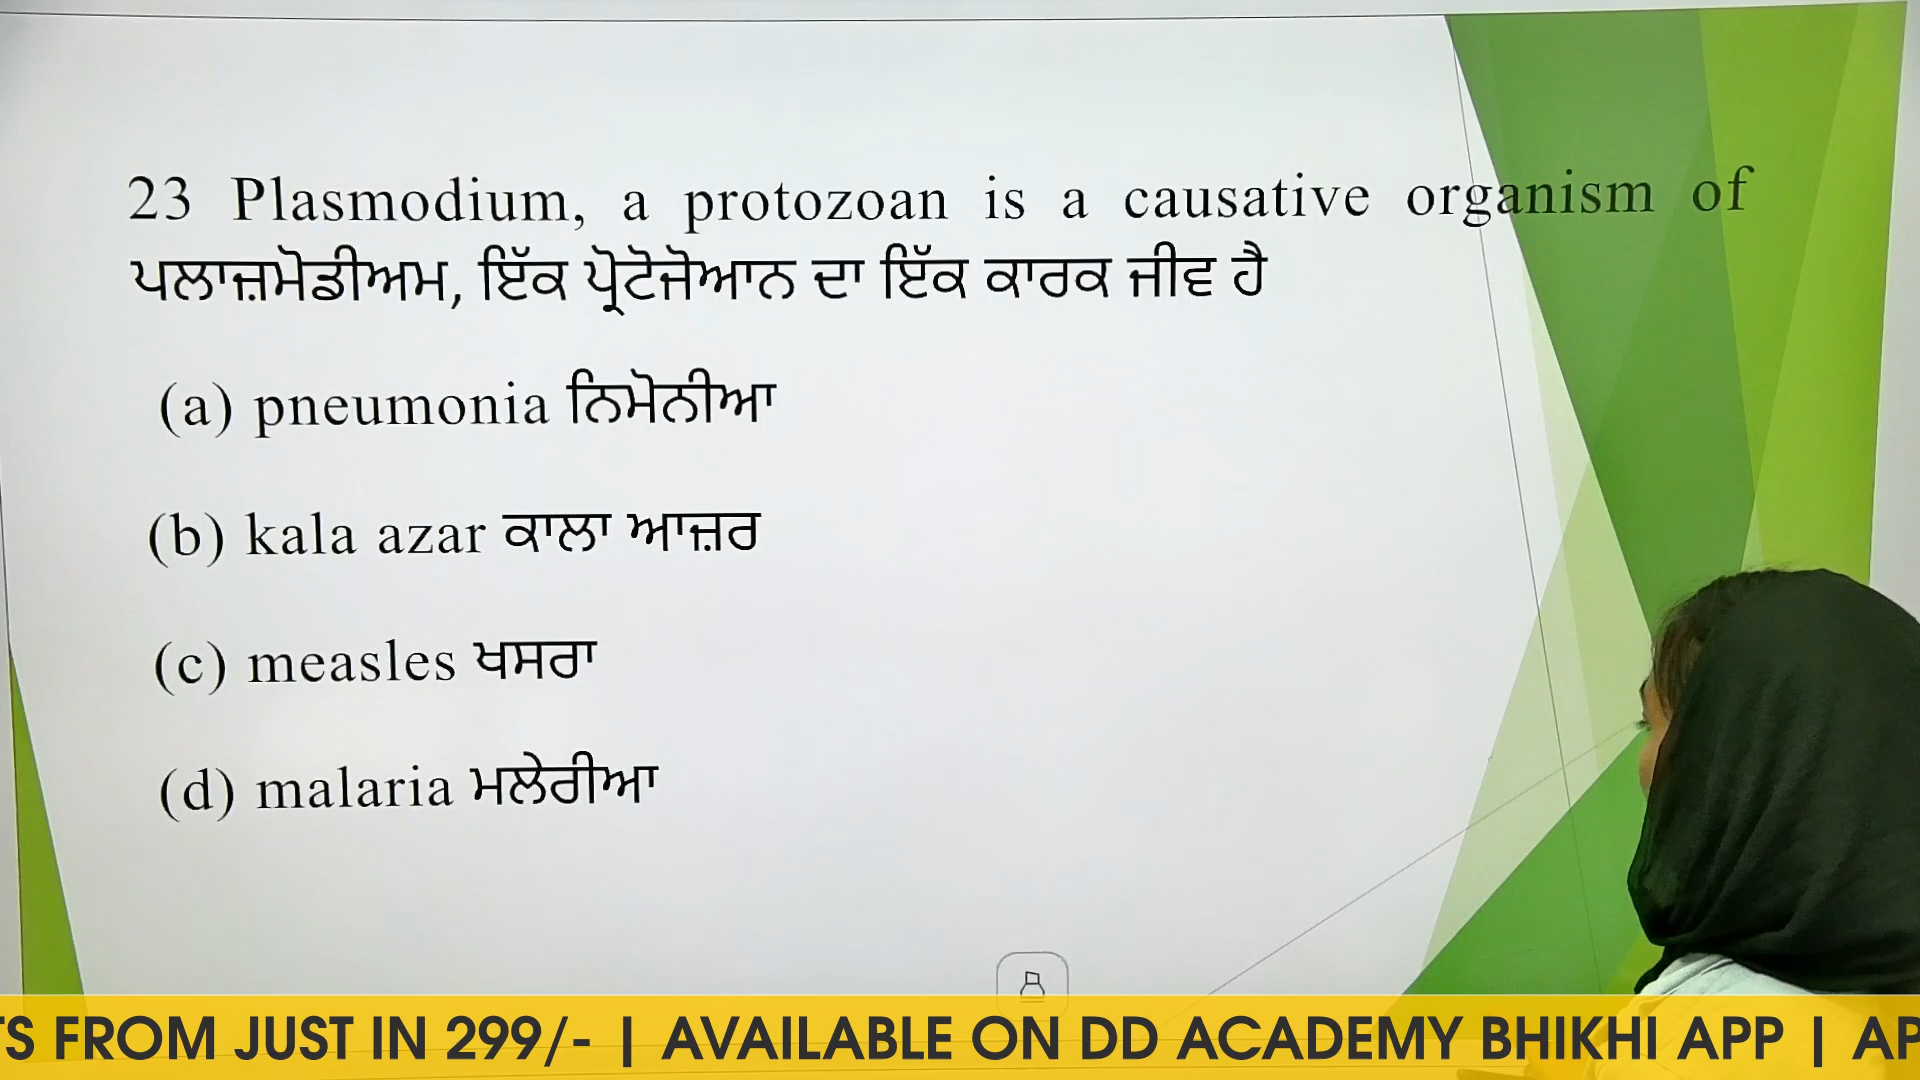 23 Plasmodium, a protozoan is a causative organism of
ਪਲਾਜ਼ਮੋਡੀਅਮ, ਇੱਕ ਪ੍ਰੋਟੋਜੋਆਨ ਦਾ ਇੱਕ ਕਾਰਕ ਜੀਵ ਹੈ
(a) pneumonia ਨਿਮੋਨੀਆ
(b) kala azar ਕਾਲਾ ਆਜ਼ਰ
(c) measles ਖਸਰਾ
(d) malaria ਮਲੇਰੀਆ
TS FROM JUST IN 299/- | AVAILABLE ON DD ACADEMY BHIKHI APP | AP